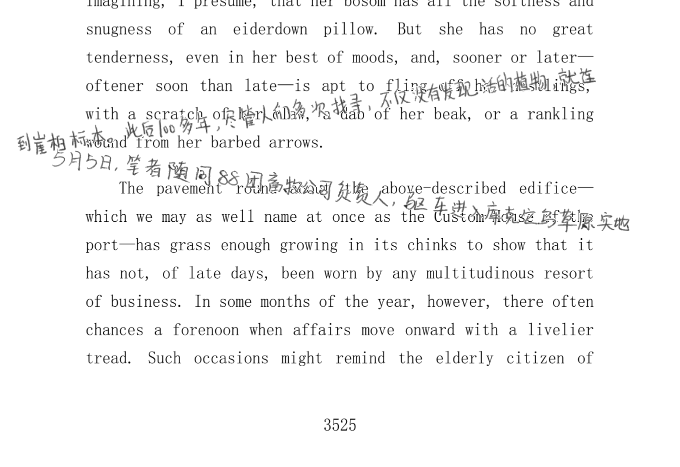 imagining, I presume, that her bosom has all the softness and
snugness of an eiderdown pillow. But she has no great
tenderness, even in her best of moods, and, sooner or later—
oftener soon than late—is apt to fling off her nestlings,
with a scratch of her claw, a dab of her beak, or a rankling
wound from her barbed arrows.
到崖柏标本。此后100多年,尽管人们多次找寻,不仅没有发现活的植物,就连
5月5日,笔者随同88团畜牧公司负责人,驱车进入库克它乌草原实地
The pavement round about the above-described edifice—
which we may as well name at once as the Custom-House of the
port—has grass enough growing in its chinks to show that it
has not, of late days, been worn by any multitudinous resort
of business. In some months of the year, however, there often
chances a forenoon when affairs move onward with a livelier
tread. Such occasions might remind the elderly citizen of
3525